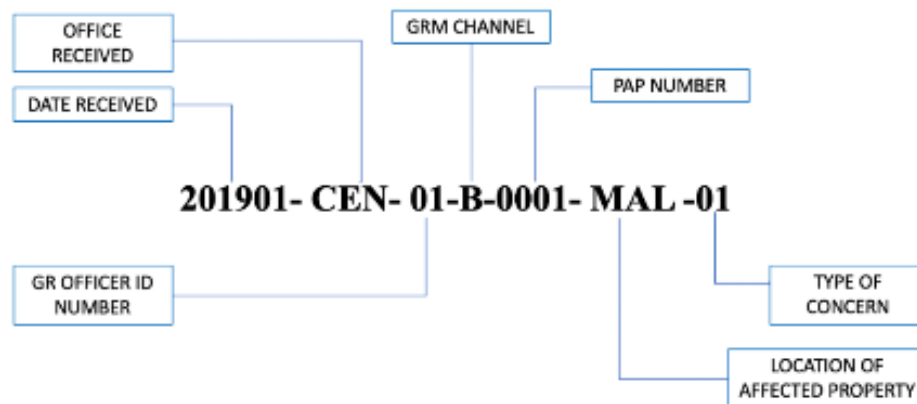 OFFICE
RECEIVED
GRM CHANNEL
DATE RECEIVED
PAP NUMBER
201901- CEN- 01-B-0001- MAL -01
GR OFFICER ID
NUMBER
TYPE OF
CONCERN
LOCATION OF
AFFECTED PROPERTY